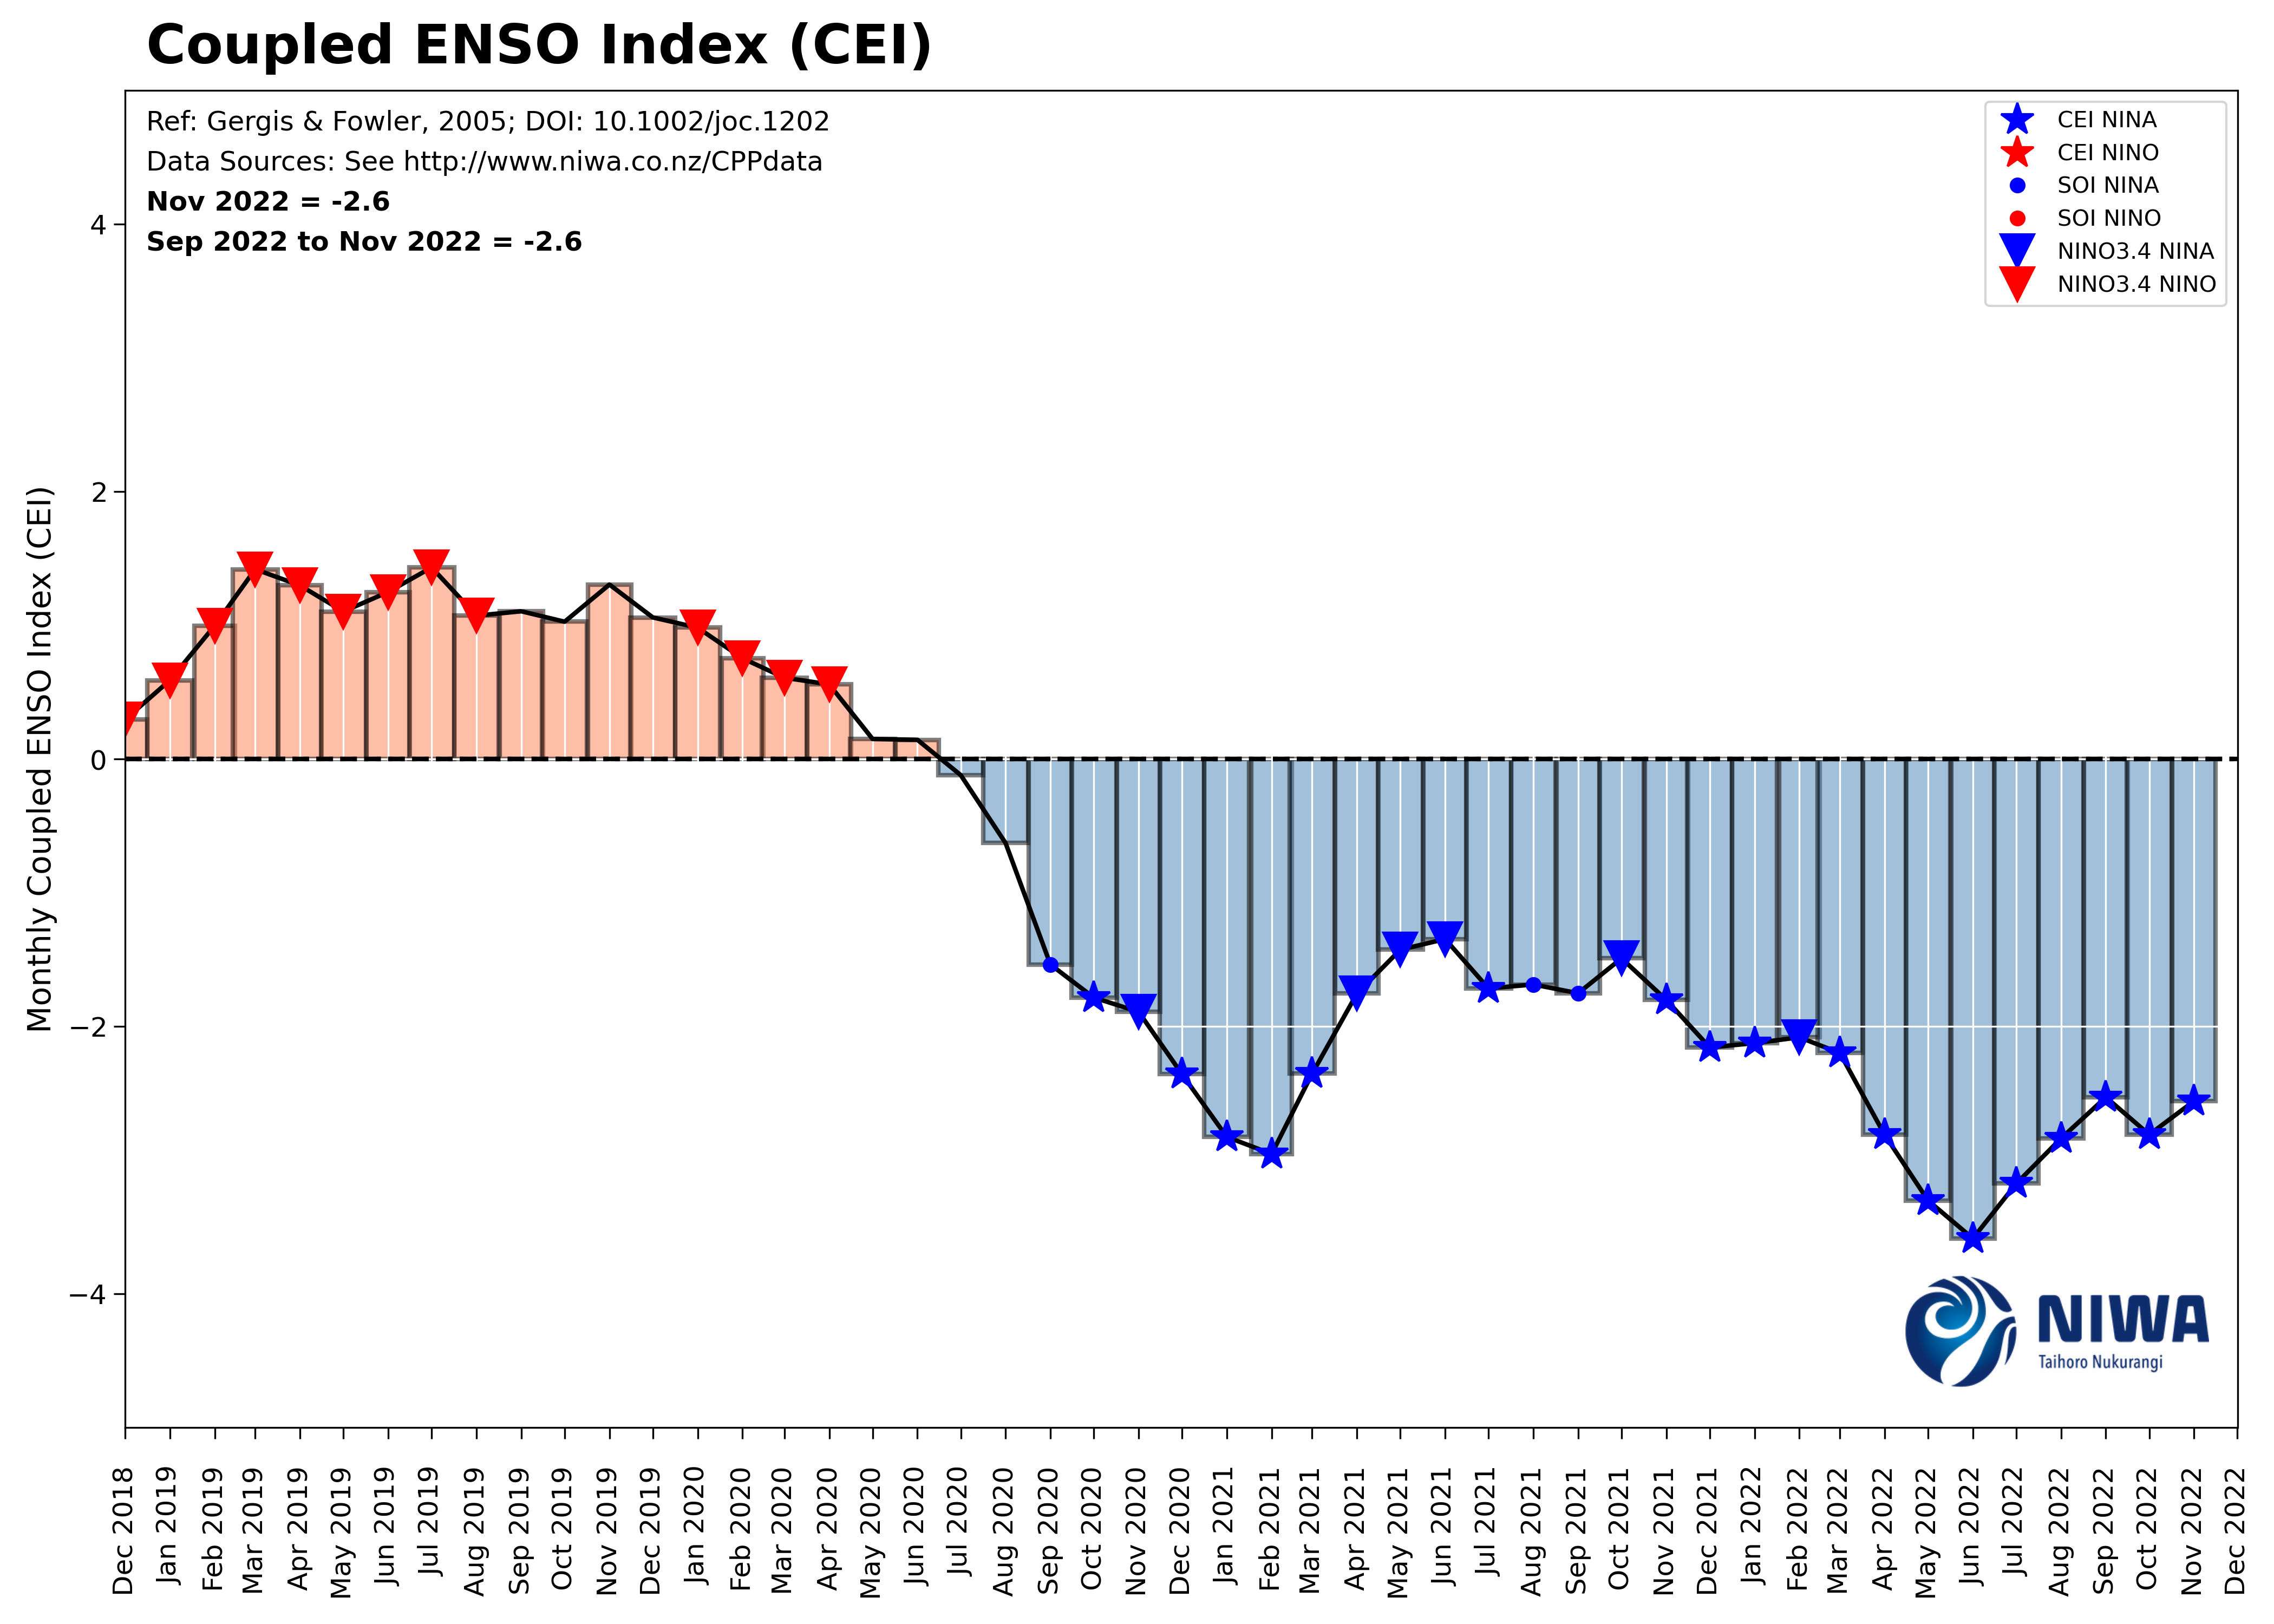 Coupled ENSO Index (CEI)
Ref: Gergis & Fowler, 2005; DOI: 10.1002/joc.1202
Data Sources: See http://www.niwa.co.nz/CPPdata
Nov 2022 = -2.6
Sep 2022 to Nov 2022 = -2.6
CEI NINA
CEI NINO
SOI NINA
SOI NINO
NINO3.4 NINA
NINO3.4 NINO
Monthly Coupled ENSO Index (CEI)
4
2
0
−2
−4
NIWA
Taihoro Nukurangi
Dec 2018
Jan 2019
Feb 2019
Mar 2019
Apr 2019
May 2019
Jun 2019
Jul 2019
Aug 2019
Sep 2019
Oct 2019
Nov 2019
Dec 2019
Jan 2020
Feb 2020
Mar 2020
Apr 2020
May 2020
Jun 2020
Jul 2020
Aug 2020
Sep 2020
Oct 2020
Nov 2020
Dec 2020
Jan 2021
Feb 2021
Mar 2021
Apr 2021
May 2021
Jun 2021
Jul 2021
Aug 2021
Sep 2021
Oct 2021
Nov 2021
Dec 2021
Jan 2022
Feb 2022
Mar 2022
Apr 2022
May 2022
Jun 2022
Jul 2022
Aug 2022
Sep 2022
Oct 2022
Nov 2022
Dec 2022